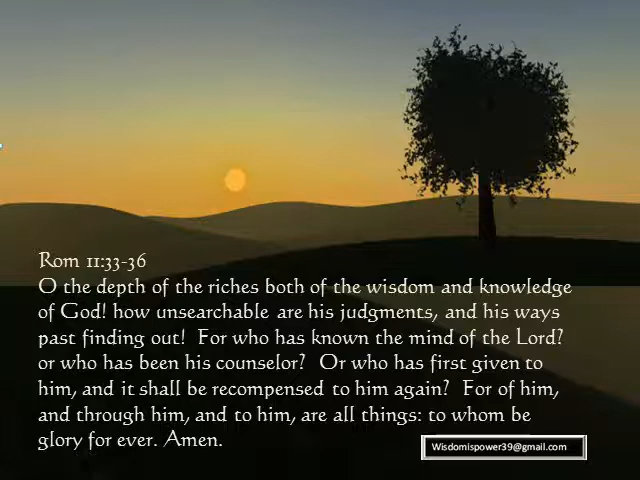 Rom 11:33-36
O the depth of the riches both of the wisdom and knowledge
of God! how unsearchable are his judgments, and his ways
past finding out! For who has known the mind of the Lord?
or who has been his counselor? Or who has first given to
him, and it shall be recompensed to him again? For of him,
and through him, and to him, are all things: to whom be
glory for ever. Amen.
Wisdomispower39@gmail.com